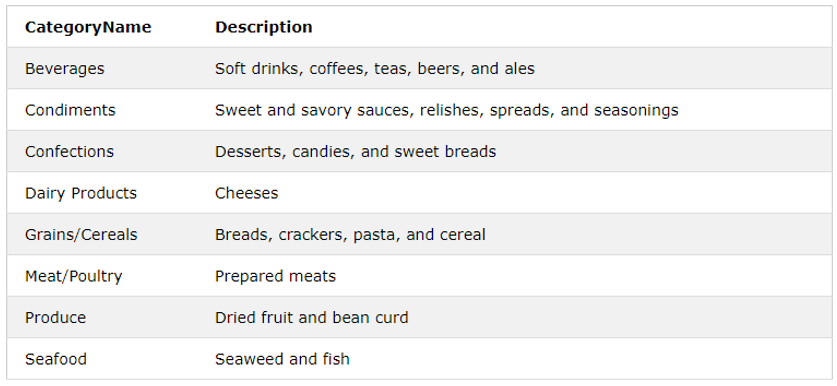 CategoryName Description
Beverages Soft drinks, coffees, teas, beers, and ales
Condiments Sweet and savory sauces, relishes, spreads, and seasonings
Confections Desserts, candies, and sweet breads
Dairy Products Cheeses
Grains/Cereals Breads, crackers, pasta, and cereal
Meat/Poultry Prepared meats
Produce Dried fruit and bean curd
Seafood Seaweed and fish